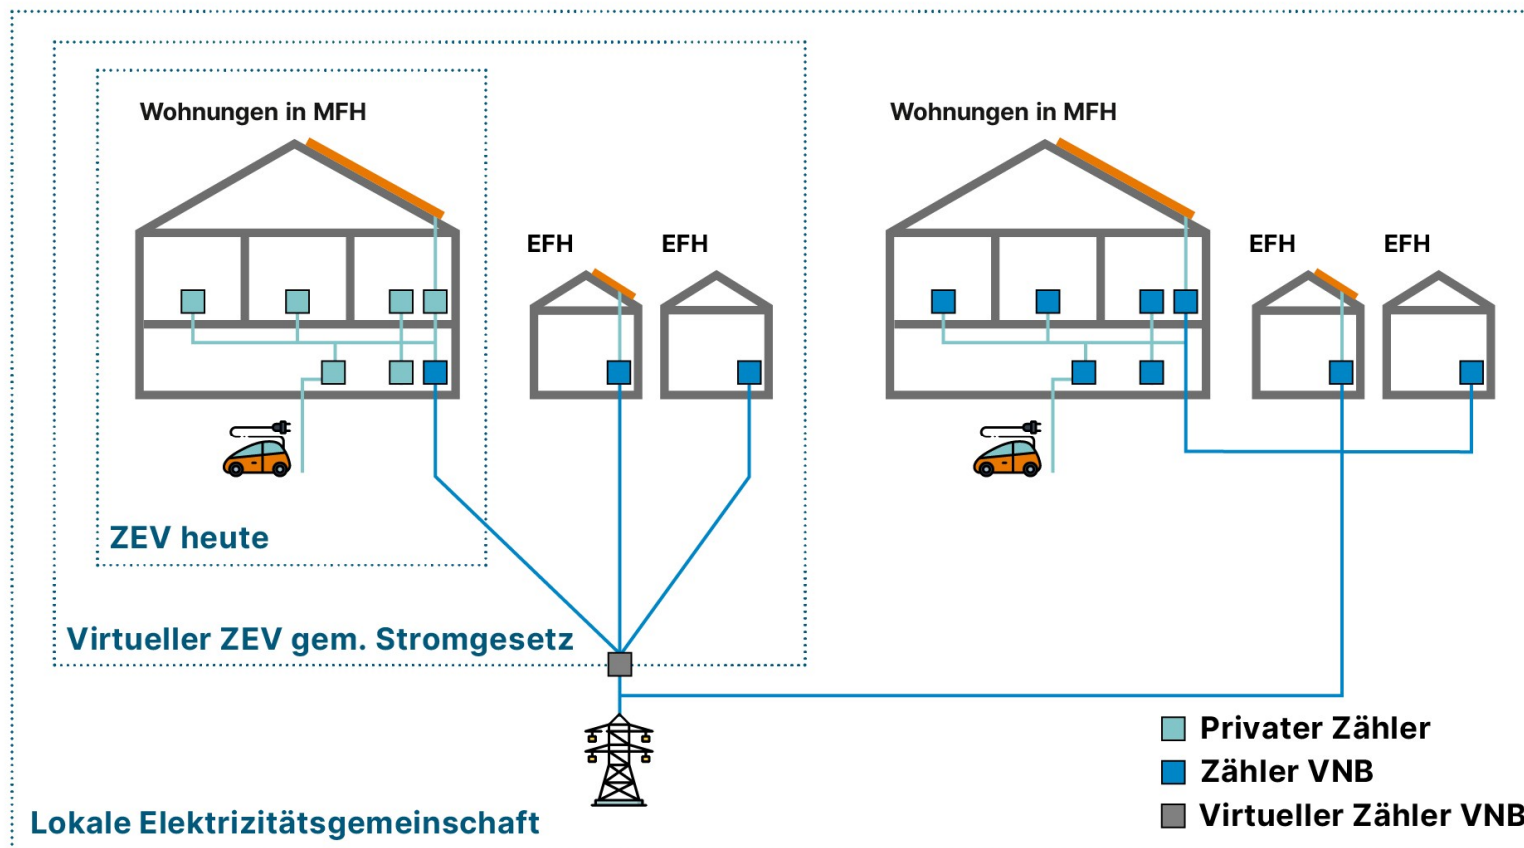 Wohnungen in MFH
Wohnungen in MFH
EFH
EFH
EFH
EFH
ZEV heute
Virtueller ZEV gem. Stromgesetz
Privater Zähler
Zähler VNB
Virtueller Zähler VNB
Lokale Elektrizitätsgemeinschaft